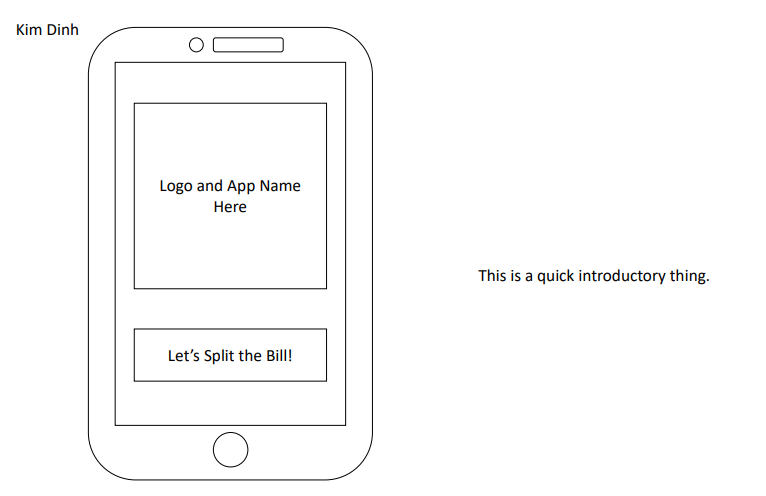 Kim Dinh
Logo and App Name
Here
This is a quick introductory thing.
Let’s Split the Bill!